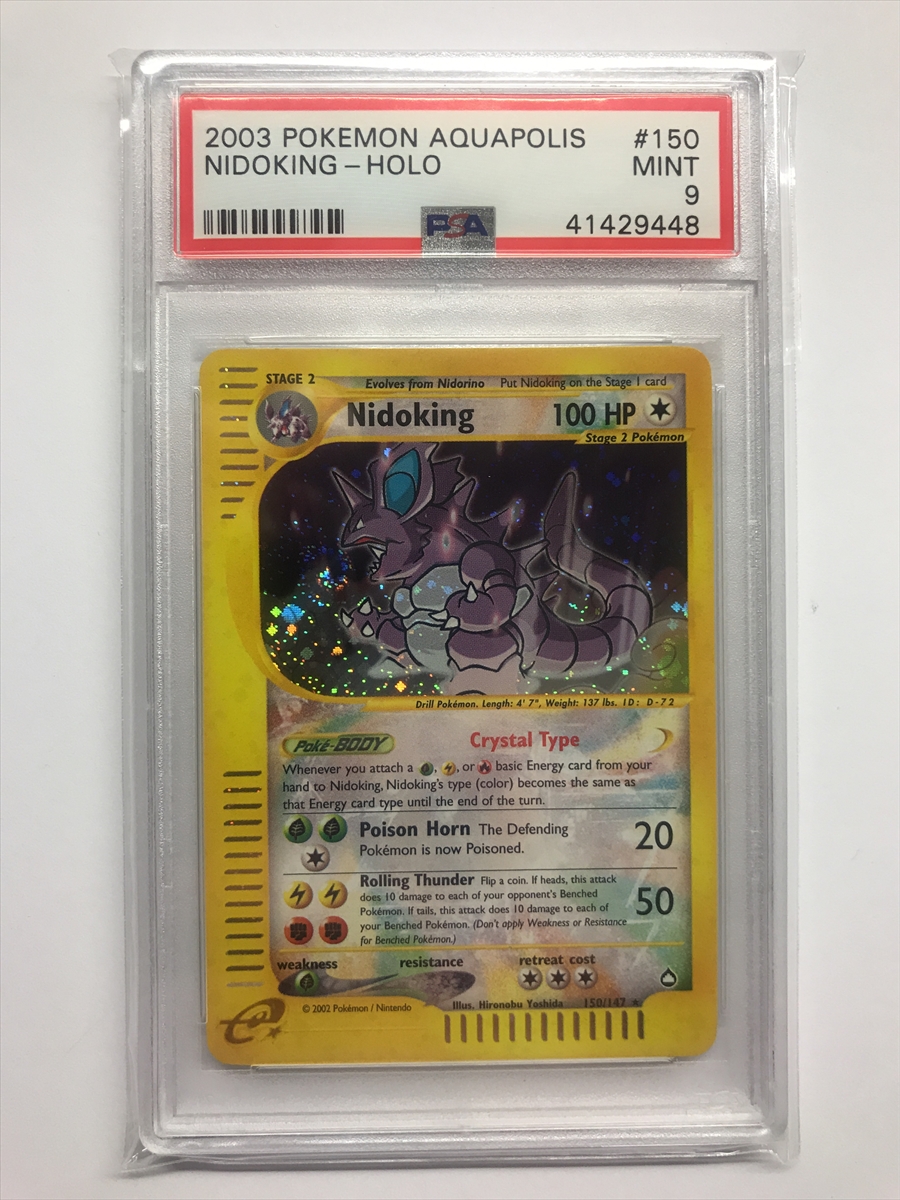 2003 POKEMON AQUAPOLIS #150
NIDOKING – HOLO MINT
9
PSA 41429448
STAGE 2 Evolves from Nidorino Put Nidoking on the Stage 1 card
Nidoking 100 HP
Stage 2 Pokémon
Drill Pokémon. Length: 4' 7", Weight: 137 lbs. ID: D-72
Poké-BODY Crystal Type
Whenever you attach a , , or basic Energy card from your
hand to Nidoking, Nidoking's type (color) becomes the same as
that Energy card type until the end of the turn.
Poison Horn The Defending 20
Pokémon is now Poisoned.
Rolling Thunder Flip a coin. If heads, this attack
does 10 damage to each of your opponent's Benched 50
Pokémon. If tails, this attack does 10 damage to each of
your Benched Pokémon. (Don't apply Weakness or Resistance
for Benched Pokémon.)
weakness resistance retreat cost
© 2002 Pokémon / Nintendo Illus. Hironobu Yoshida 150/147 ★
e